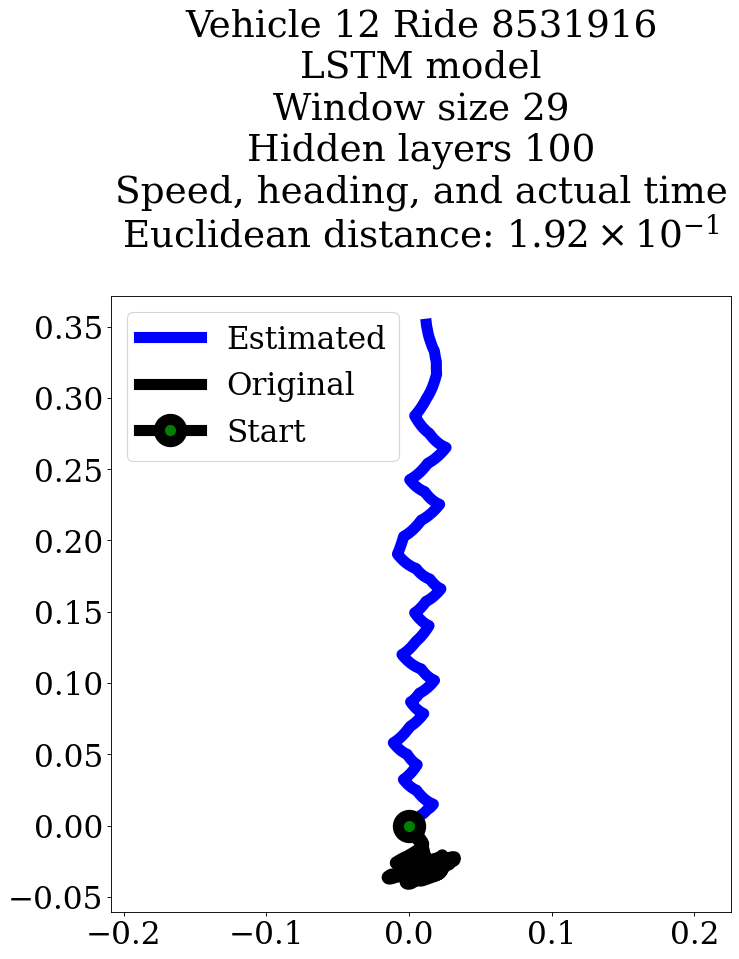 Vehicle 12 Ride 8531916
LSTM model
Window size 29
Hidden layers 100
Speed, heading, and actual time
Euclidean distance: 1.92 × 10⁻¹
Estimated
Original
Start
0.35
0.30
0.25
0.20
0.15
0.10
0.05
0.00
−0.05
−0.2 −0.1 0.0 0.1 0.2